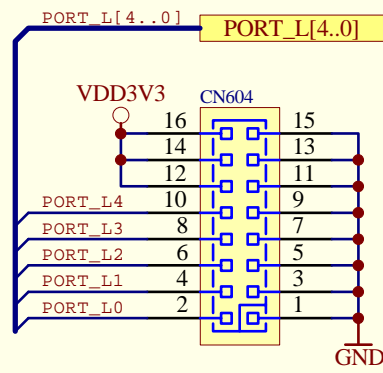 PORT_L[4..0]
PORT_L[4..0]
VDD3V3
CN604
16 15
14 13
12 11
PORT_L4 10 9
PORT_L3 8 7
PORT_L2 6 5
PORT_L1 4 3
PORT_L0 2 1
GND